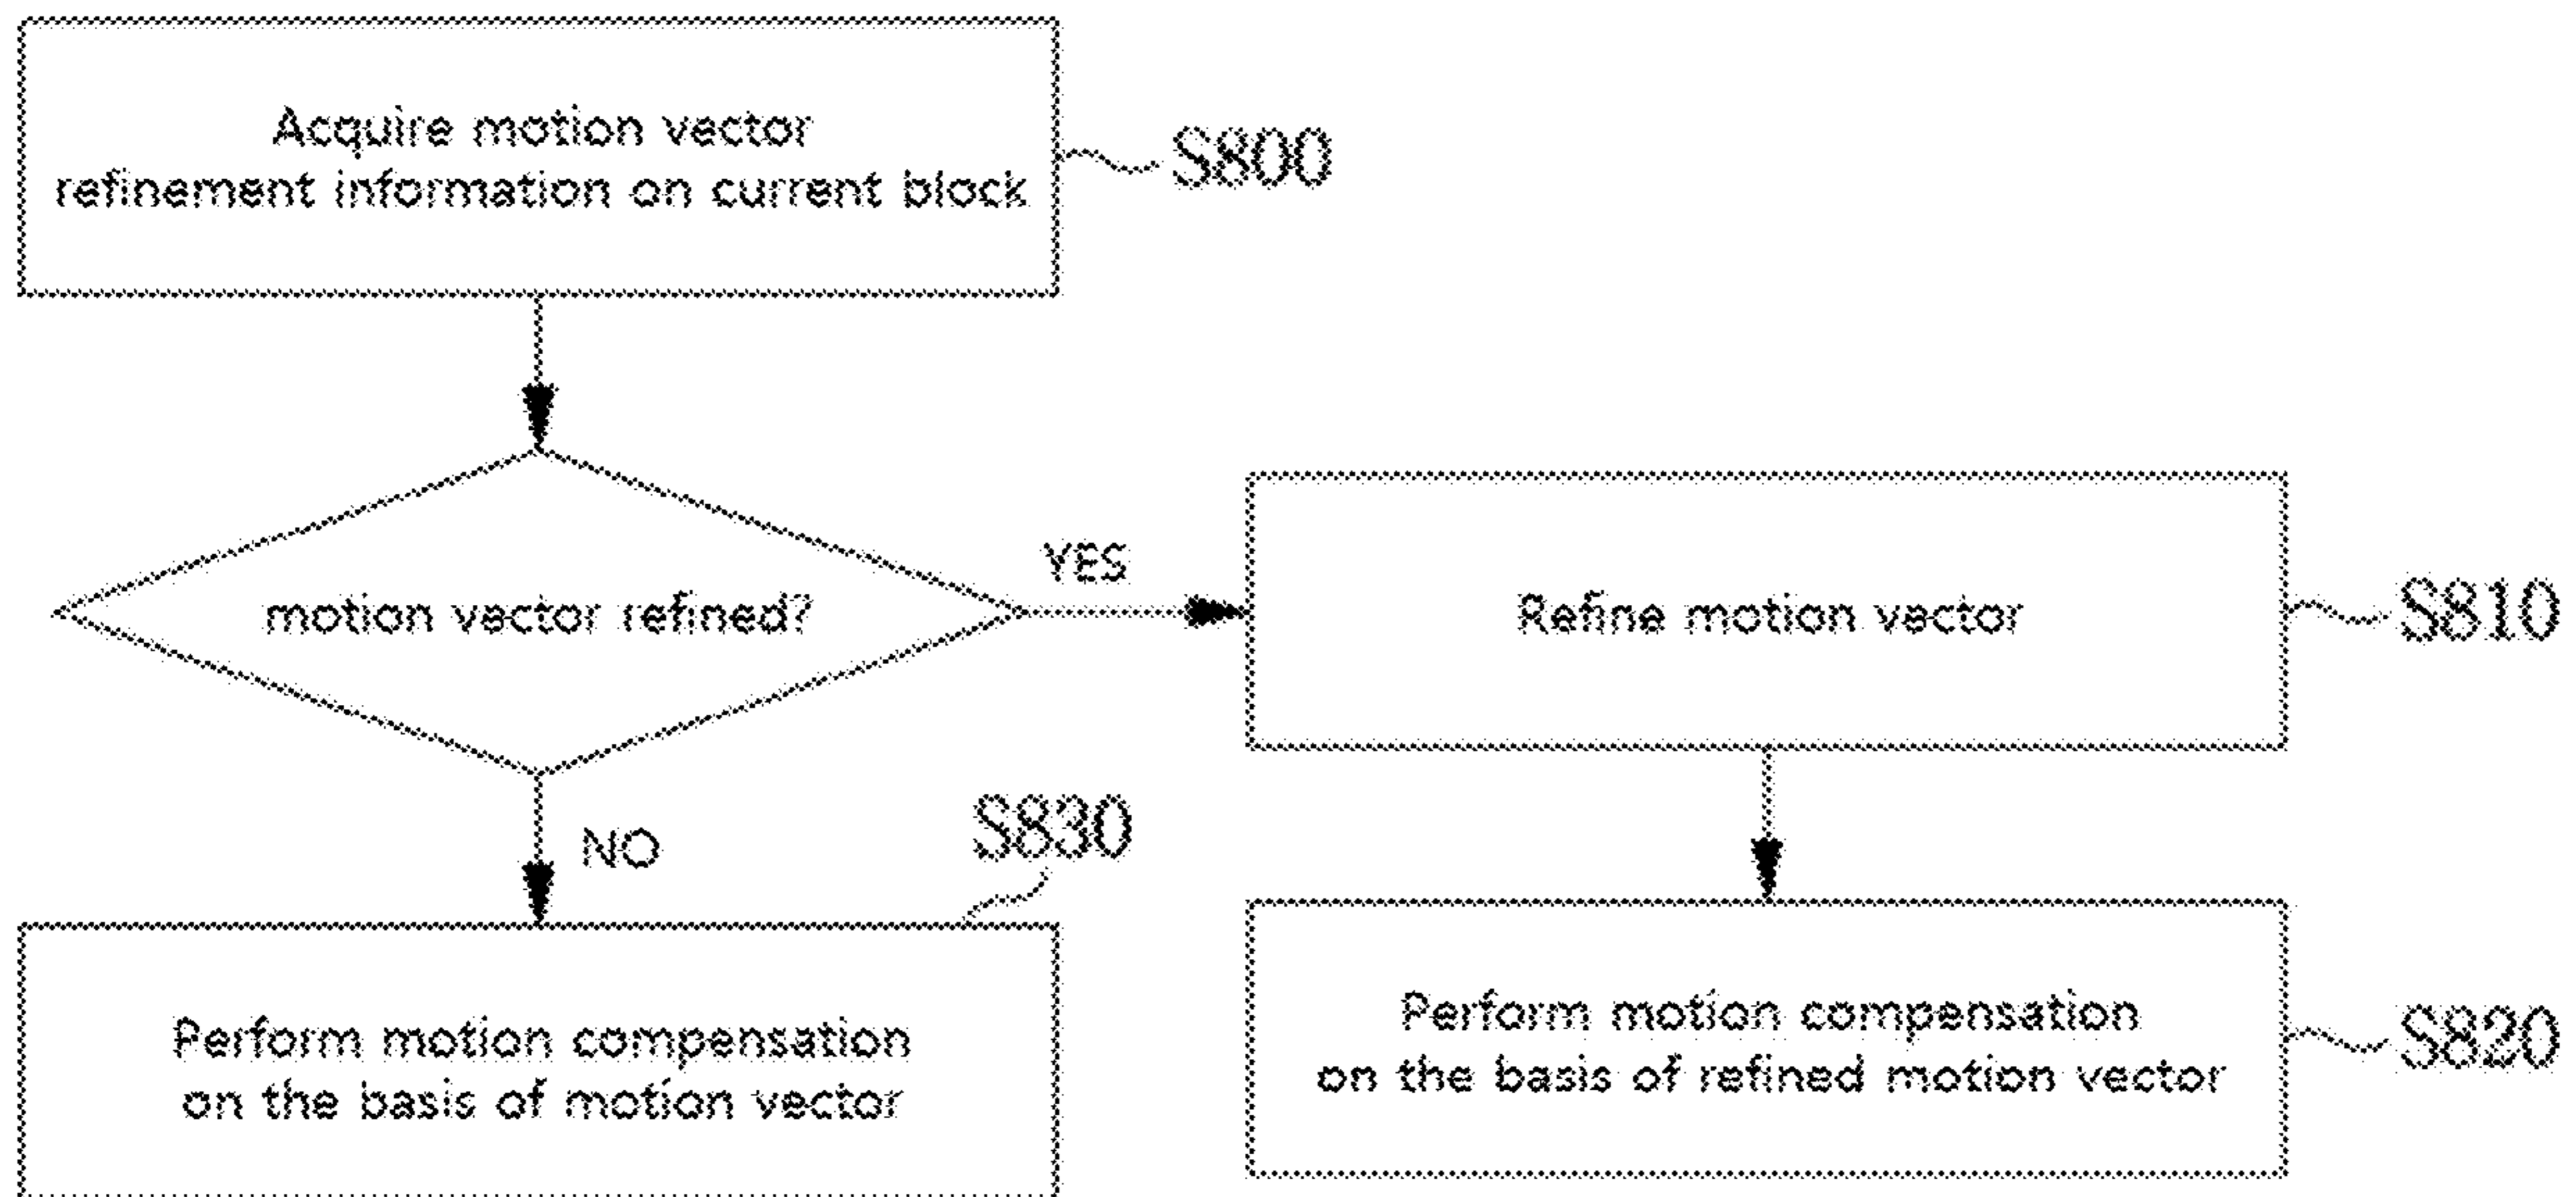 Acquire motion vector
refinement information on current block
S800
motion vector refined?
YES
Refine motion vector
S810
NO
S830
Perform motion compensation
on the basis of motion vector
Perform motion compensation
on the basis of refined motion vector
S820